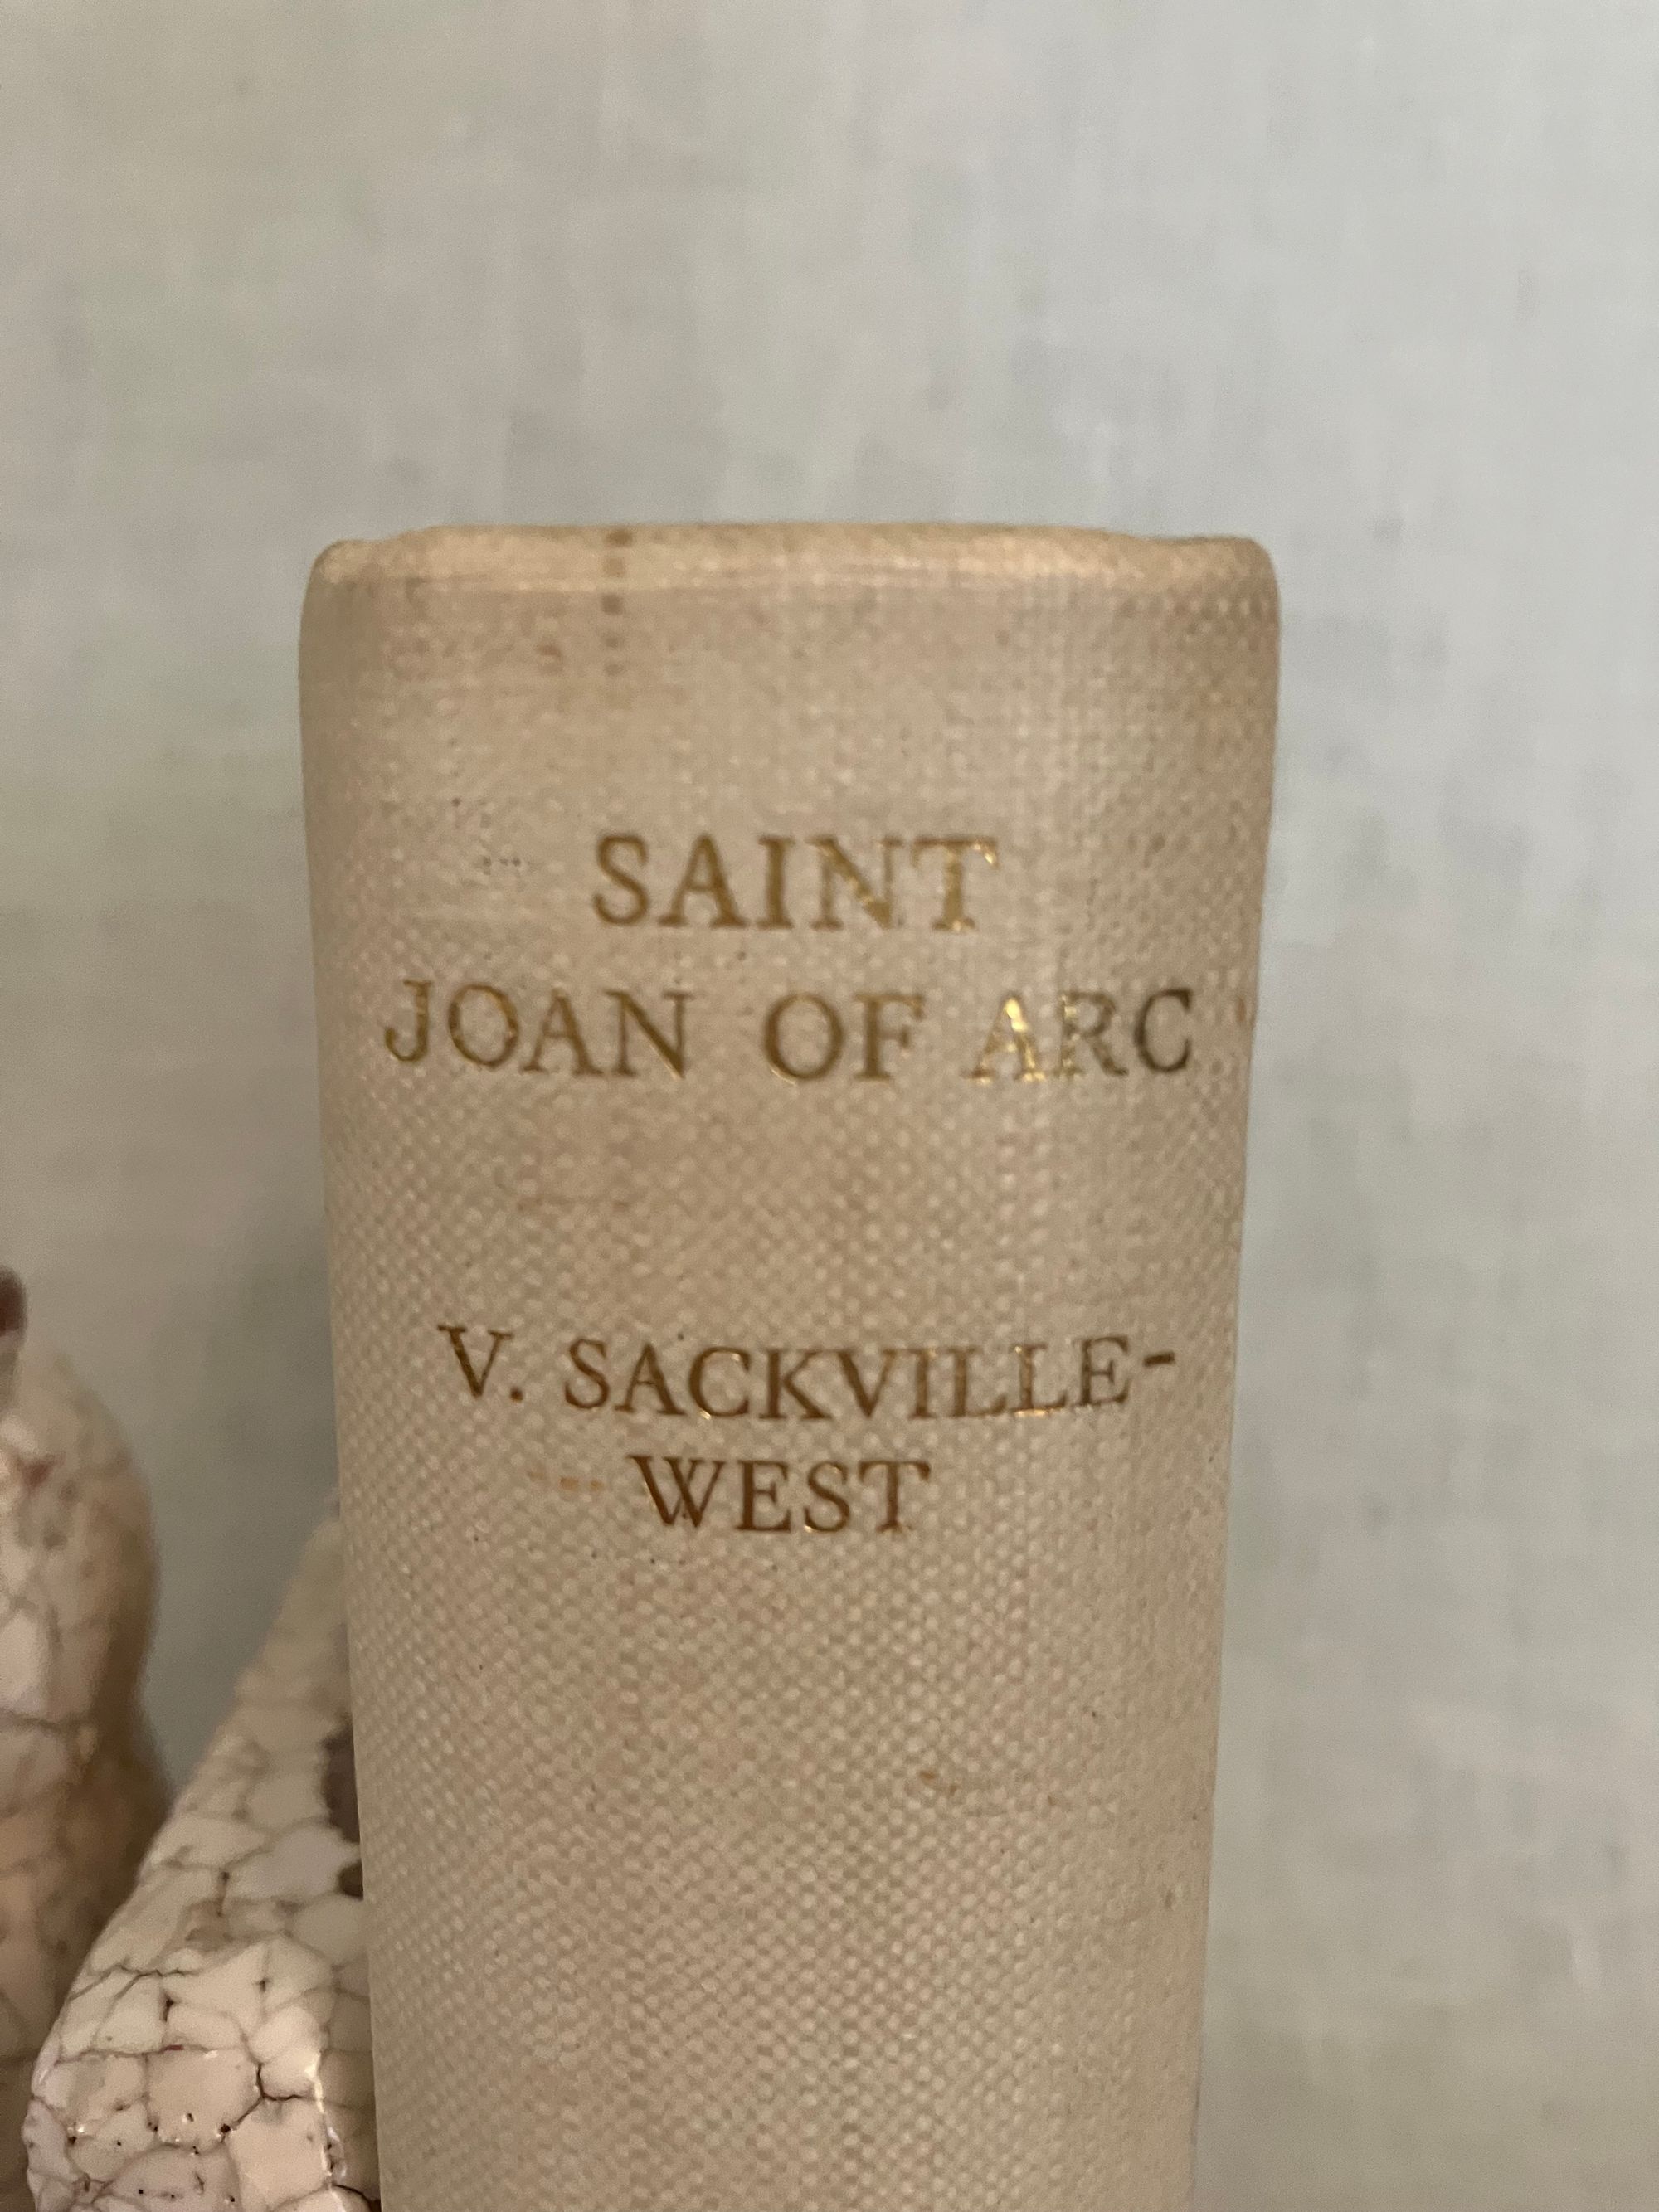 SAINT
JOAN OF ARC
V. SACKVILLE-
WEST